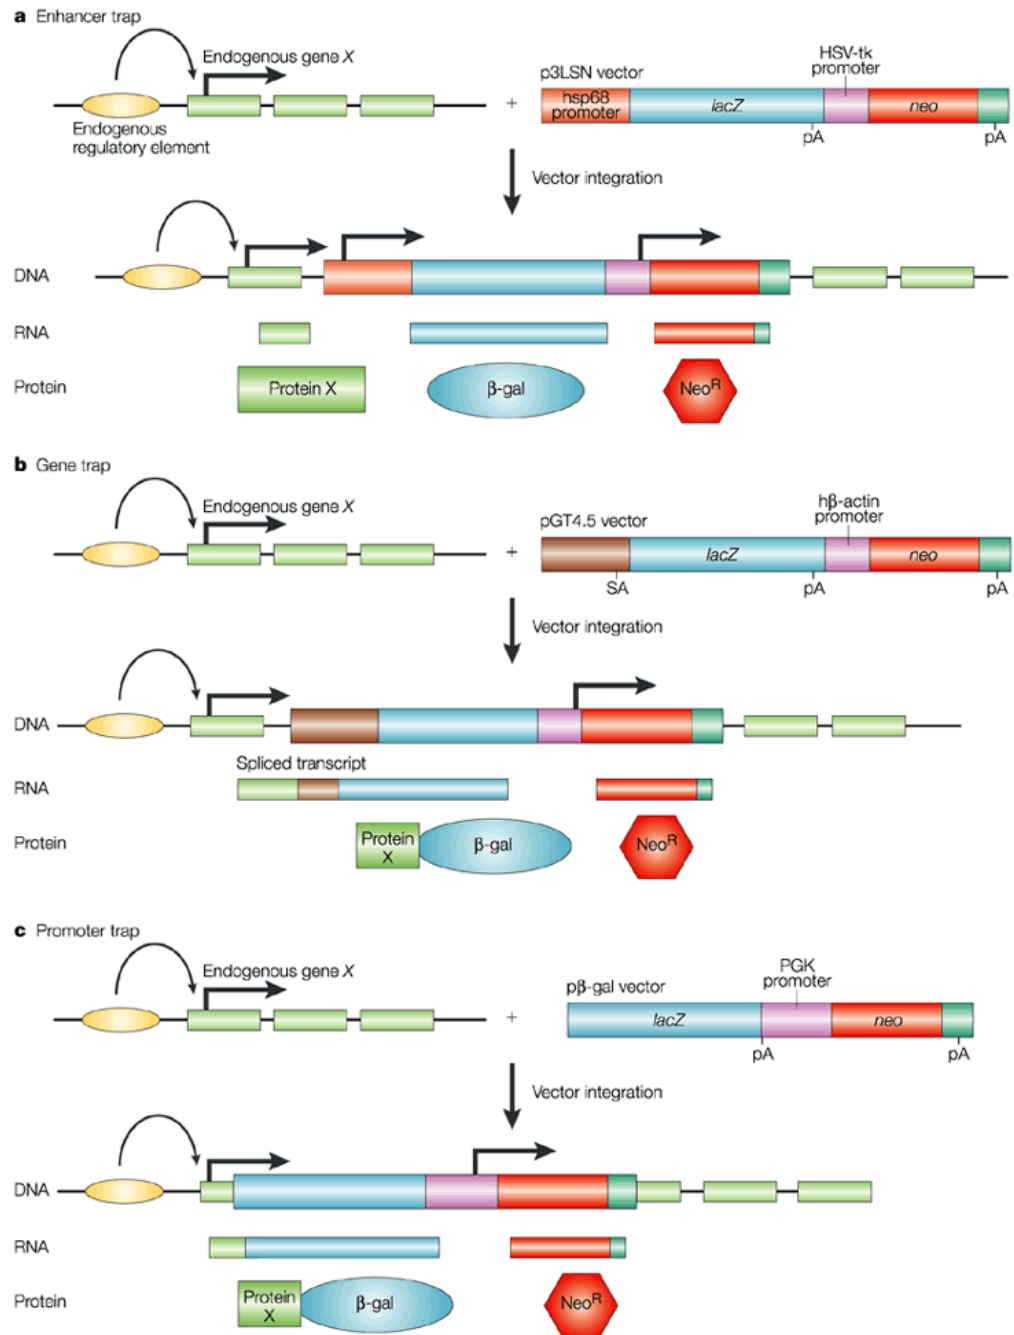 a Enhancer trap
Endogenous gene X
HSV-tk
promoter
p3LSN vector
hsp68
promoter
lacZ
neo
+
Endogenous
regulatory element
pA
pA
Vector integration
DNA
RNA
Protein
Protein X
β-gal
NeoR
b Gene trap
Endogenous gene X
hβ-actin
promoter
pGT4.5 vector
+
lacZ
neo
SA
pA
pA
Vector integration
DNA
Spliced transcript
RNA
Protein
Protein
X
β-gal
NeoR
c Promoter trap
Endogenous gene X
PGK
promoter
pβ-gal vector
+
lacZ
neo
pA
pA
Vector integration
DNA
RNA
Protein
Protein
X
β-gal
NeoR